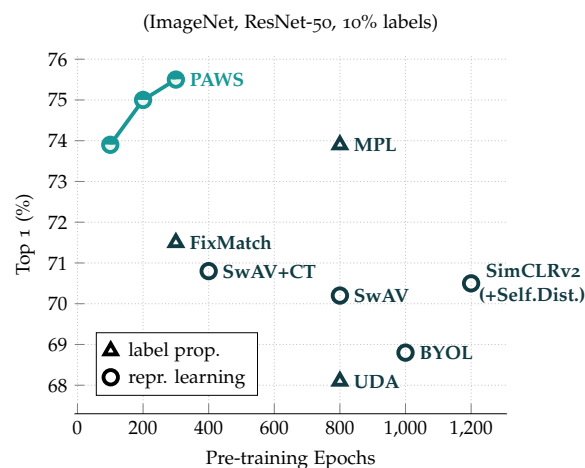 (ImageNet, ResNet-50, 10% labels)
76
75
74
73
72
71
70
69
68
Top 1 (%)
PAWS
MPL
FixMatch
SwAV+CT
SimCLRv2
(+Self.Dist.)
SwAV
BYOL
UDA
label prop.
repr. learning
0 200 400 600 800 1,000 1,200
Pre-training Epochs